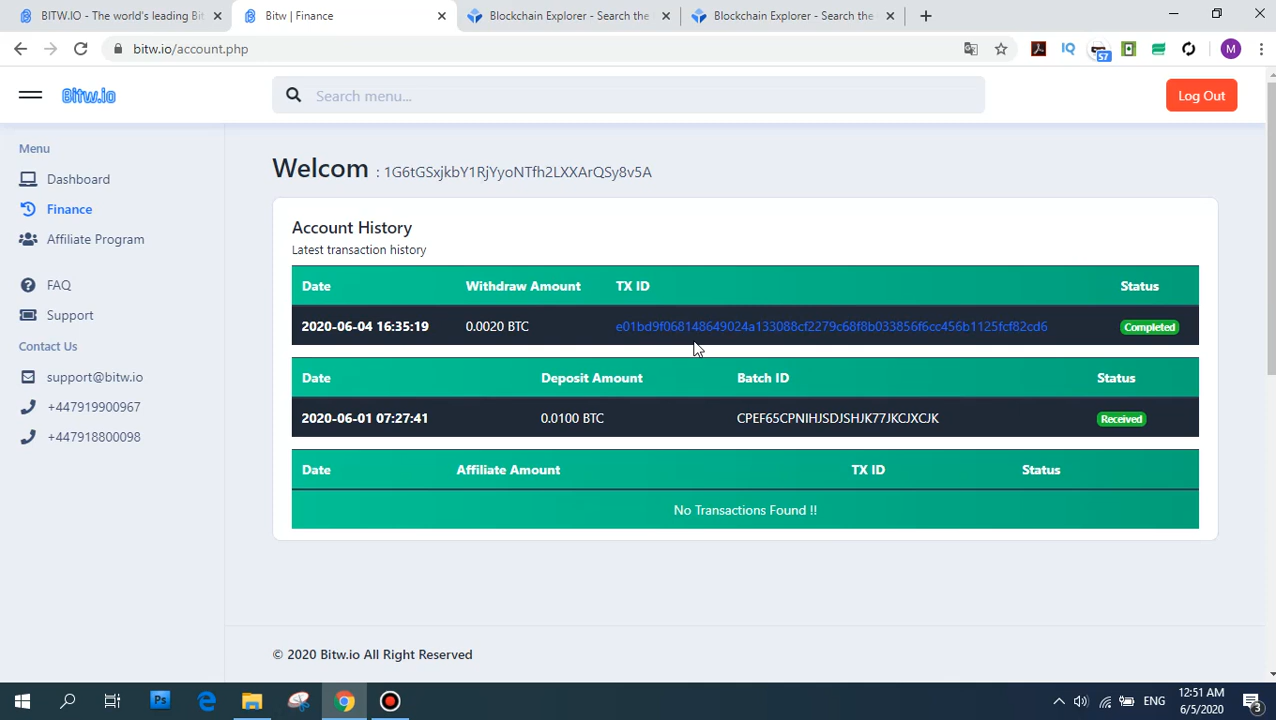 BITW.IO - The world's leading Bit
Bitw | Finance
Blockchain Explorer - Search the
Blockchain Explorer - Search the
bitw.io/account.php
IQ
57
M
Bitw.io
Search menu...
Log Out
Menu
Dashboard
Finance
Affiliate Program
FAQ
Support
Contact Us
support@bitw.io
+447919900967
+447918800098
Welcom : 1G6tGSxjkbY1RjYyoNTfh2LXXArQSy8v5A
Account History
Latest transaction history
Date Withdraw Amount TX ID Status
2020-06-04 16:35:19 0.0020 BTC e01bd9f068148649024a133088cf2279c68f8b033856f6cc456b1125fcf82cd6 Completed
Date Deposit Amount Batch ID Status
2020-06-01 07:27:41 0.0100 BTC CPEF65CPNIHJSDJSHJK77JKCJXCJK Received
Date Affiliate Amount TX ID Status
No Transactions Found !!
© 2020 Bitw.io All Right Reserved
Ps
ENG
12:51 AM
6/5/2020
3